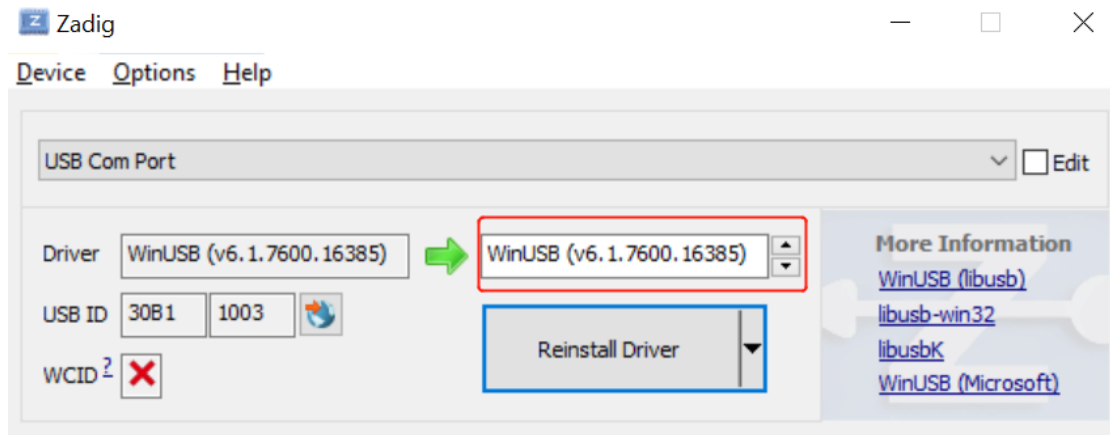 Zadig
Device Options Help
USB Com Port
Edit
Driver WinUSB (v6.1.7600.16385) WinUSB (v6.1.7600.16385)
More Information
WinUSB (libusb)
USB ID 30B1 1003
libusb-win32
Reinstall Driver
libusbK
WCID ?
WinUSB (Microsoft)